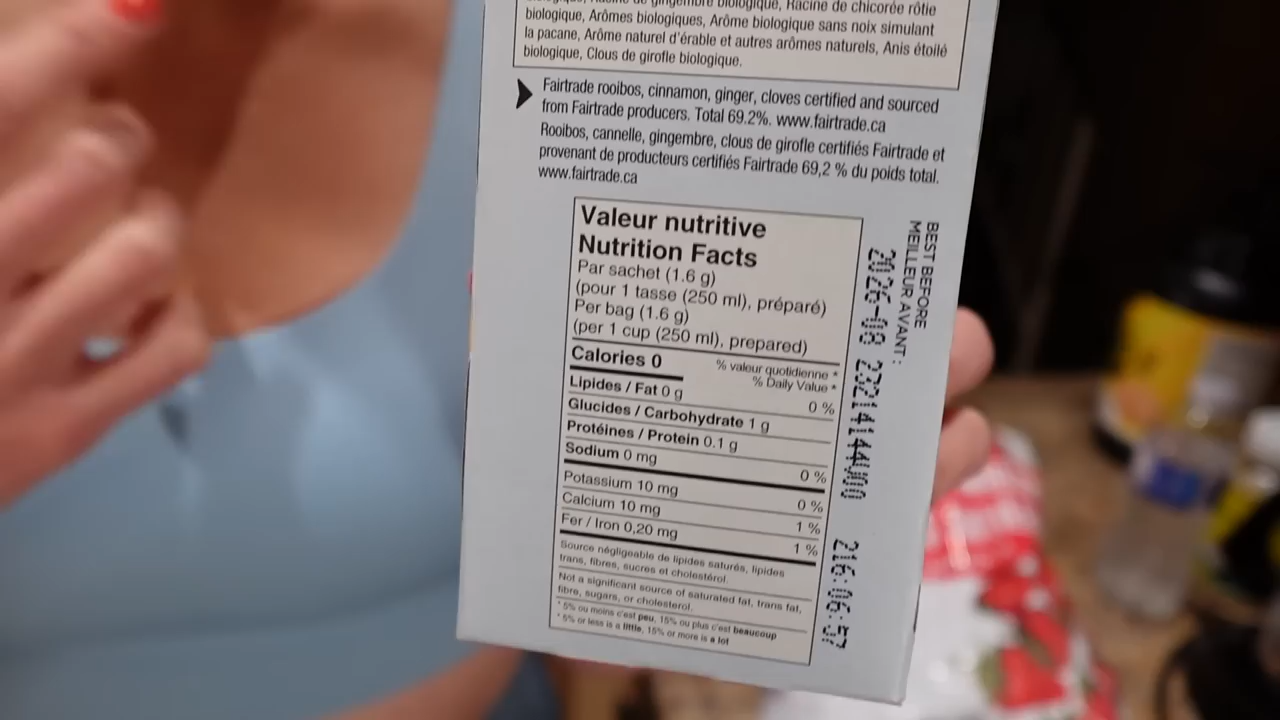 biologique, Racine de gingembre biologique, Racine de chicorée rôtie
biologique, Arômes biologiques, Arôme biologique sans noix simulant
la pacane, Arôme naturel d'érable et autres arômes naturels, Anis étoilé
biologique, Clous de girofle biologique.
Fairtrade rooibos, cinnamon, ginger, cloves certified and sourced
from Fairtrade producers. Total 69.2%. www.fairtrade.ca
Rooibos, cannelle, gingembre, clous de girofle certifiés Fairtrade et
provenant de producteurs certifiés Fairtrade 69,2 % du poids total.
www.fairtrade.ca
Valeur nutritive
Nutrition Facts
Par sachet (1.6 g)
(pour 1 tasse (250 ml), préparé)
Per bag (1.6 g)
(per 1 cup (250 ml), prepared)
Calories 0
% valeur quotidienne *
% Daily Value *
Lipides / Fat 0 g 0 %
Glucides / Carbohydrate 1 g
Protéines / Protein 0.1 g
Sodium 0 mg 0 %
Potassium 10 mg 0 %
Calcium 10 mg 1 %
Fer / Iron 0,20 mg 1 %
Source négligeable de lipides saturés, lipides
trans, fibres, sucres et cholestérol.
Not a significant source of saturated fat, trans fat,
fibre, sugars, or cholesterol.
* 5% ou moins c'est peu, 15% ou plus c'est beaucoup
* 5% or less is a little, 15% or more is a lot
BEST BEFORE
MEILLEUR AVANT :
2026-08
216:06:57